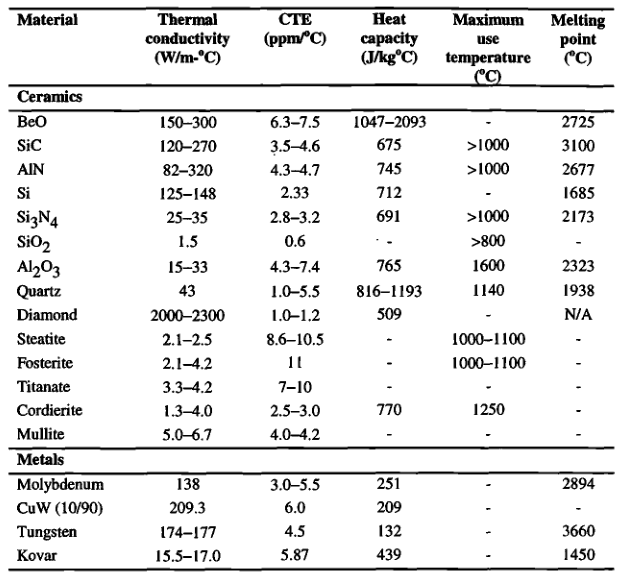 Material Thermal CTE Heat Maximum Melting
conductivity (ppm/°C) capacity use point
(W/m-°C) (J/kg°C) temperature (°C)
(°C)
Ceramics
BeO 150–300 6.3–7.5 1047–2093 - 2725
SiC 120–270 3.5–4.6 675 >1000 3100
AlN 82–320 4.3–4.7 745 >1000 2677
Si 125–148 2.33 712 - 1685
Si3N4 25–35 2.8–3.2 691 >1000 2173
SiO2 1.5 0.6 - >800 -
Al2O3 15–33 4.3–7.4 765 1600 2323
Quartz 43 1.0–5.5 816–1193 1140 1938
Diamond 2000–2300 1.0–1.2 509 N/A
Steatite 2.1–2.5 8.6–10.5 - 1000–1100 -
Fosterite 2.1–4.2 11 - 1000–1100 -
Titanate 3.3–4.2 7–10 - - -
Cordierite 1.3–4.0 2.5–3.0 770 1250 -
Mullite 5.0–6.7 4.0–4.2 - - -
Metals
Molybdenum 138 3.0–5.5 251 - 2894
CuW (10/90) 209.3 6.0 209 - -
Tungsten 174–177 4.5 132 - 3660
Kovar 15.5–17.0 5.87 439 - 1450